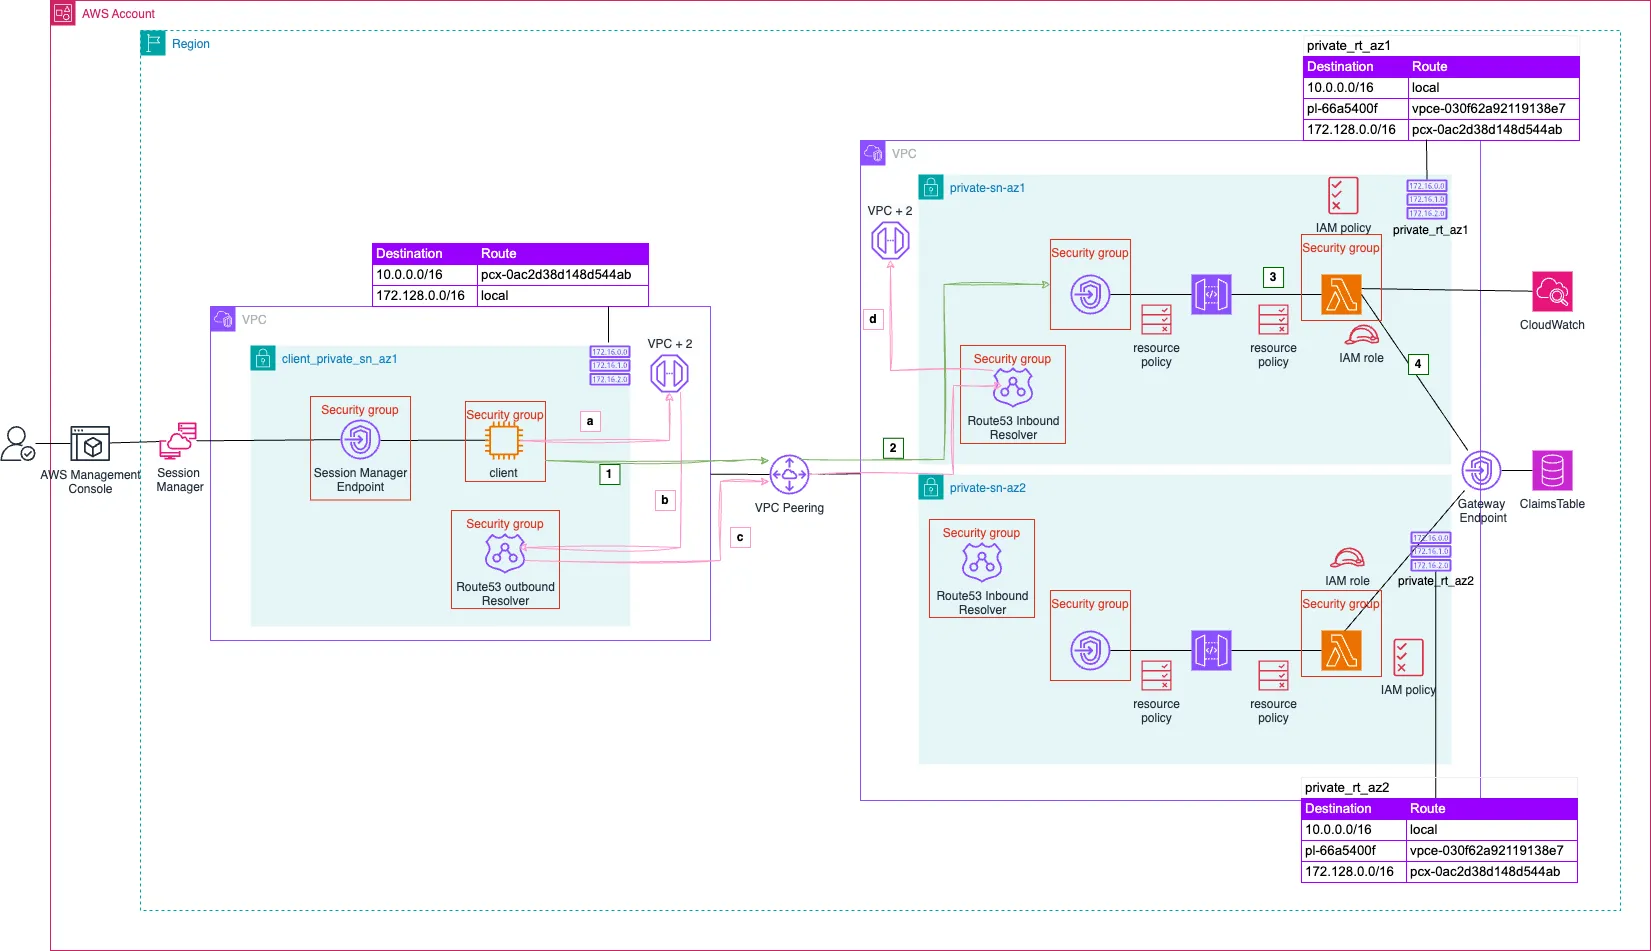 AWS Account
Region
private_rt_az1
Destination Route
10.0.0.0/16 local
pl-66a5400f vpce-030f62a92119138e7
172.128.0.0/16 pcx-0ac2d38d148d544ab
VPC
private-sn-az1
172.16.0.0
172.16.1.0
172.16.2.0
private_rt_az1
VPC + 2
IAM policy
Security group
Security group
3
d
resource
policy
resource
policy
IAM role
CloudWatch
4
Security group
Route53 Inbound
Resolver
Destination Route
10.0.0.0/16 pcx-0ac2d38d148d544ab
172.128.0.0/16 local
VPC
client_private_sn_az1
172.16.0.0
172.16.1.0
172.16.2.0
VPC + 2
Security group
Session Manager
Endpoint
Security group
client
a
1
b
c
2
AWS Management
Console
Session
Manager
VPC Peering
Security group
Route53 outbound
Resolver
private-sn-az2
Gateway
Endpoint
ClaimsTable
172.16.0.0
172.16.1.0
172.16.2.0
private_rt_az2
Security group
Route53 Inbound
Resolver
IAM role
Security group
Security group
resource
policy
resource
policy
IAM policy
private_rt_az2
Destination Route
10.0.0.0/16 local
pl-66a5400f vpce-030f62a92119138e7
172.128.0.0/16 pcx-0ac2d38d148d544ab